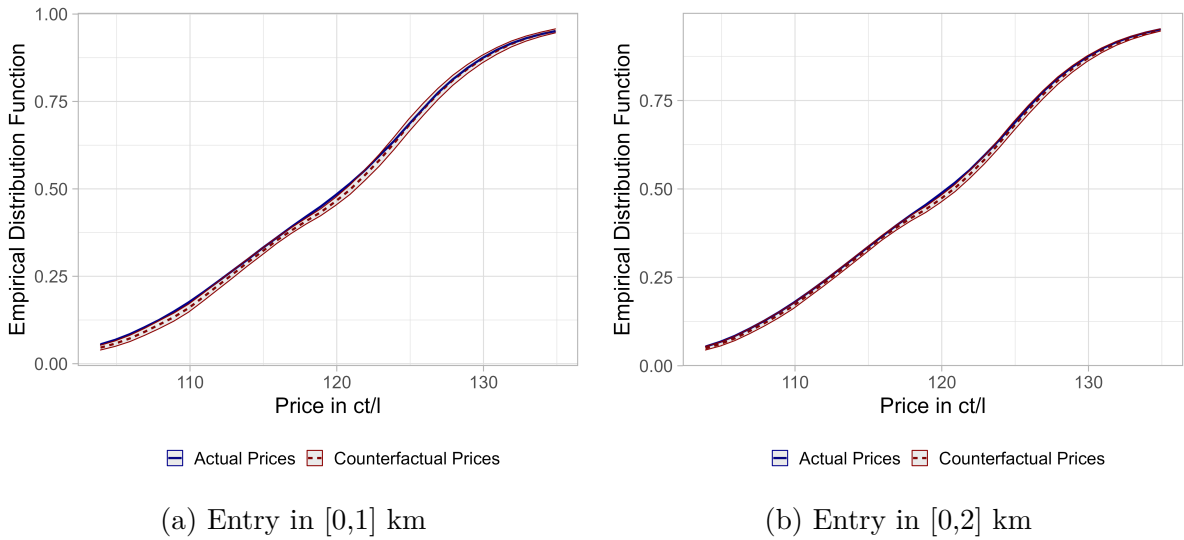 Empirical Distribution Function
1.00
0.75
0.50
0.25
0.00
110 120 130
Price in ct/l
Actual Prices Counterfactual Prices
(a) Entry in [0,1] km
Empirical Distribution Function
0.75
0.50
0.25
0.00
110 120 130
Price in ct/l
Actual Prices Counterfactual Prices
(b) Entry in [0,2] km